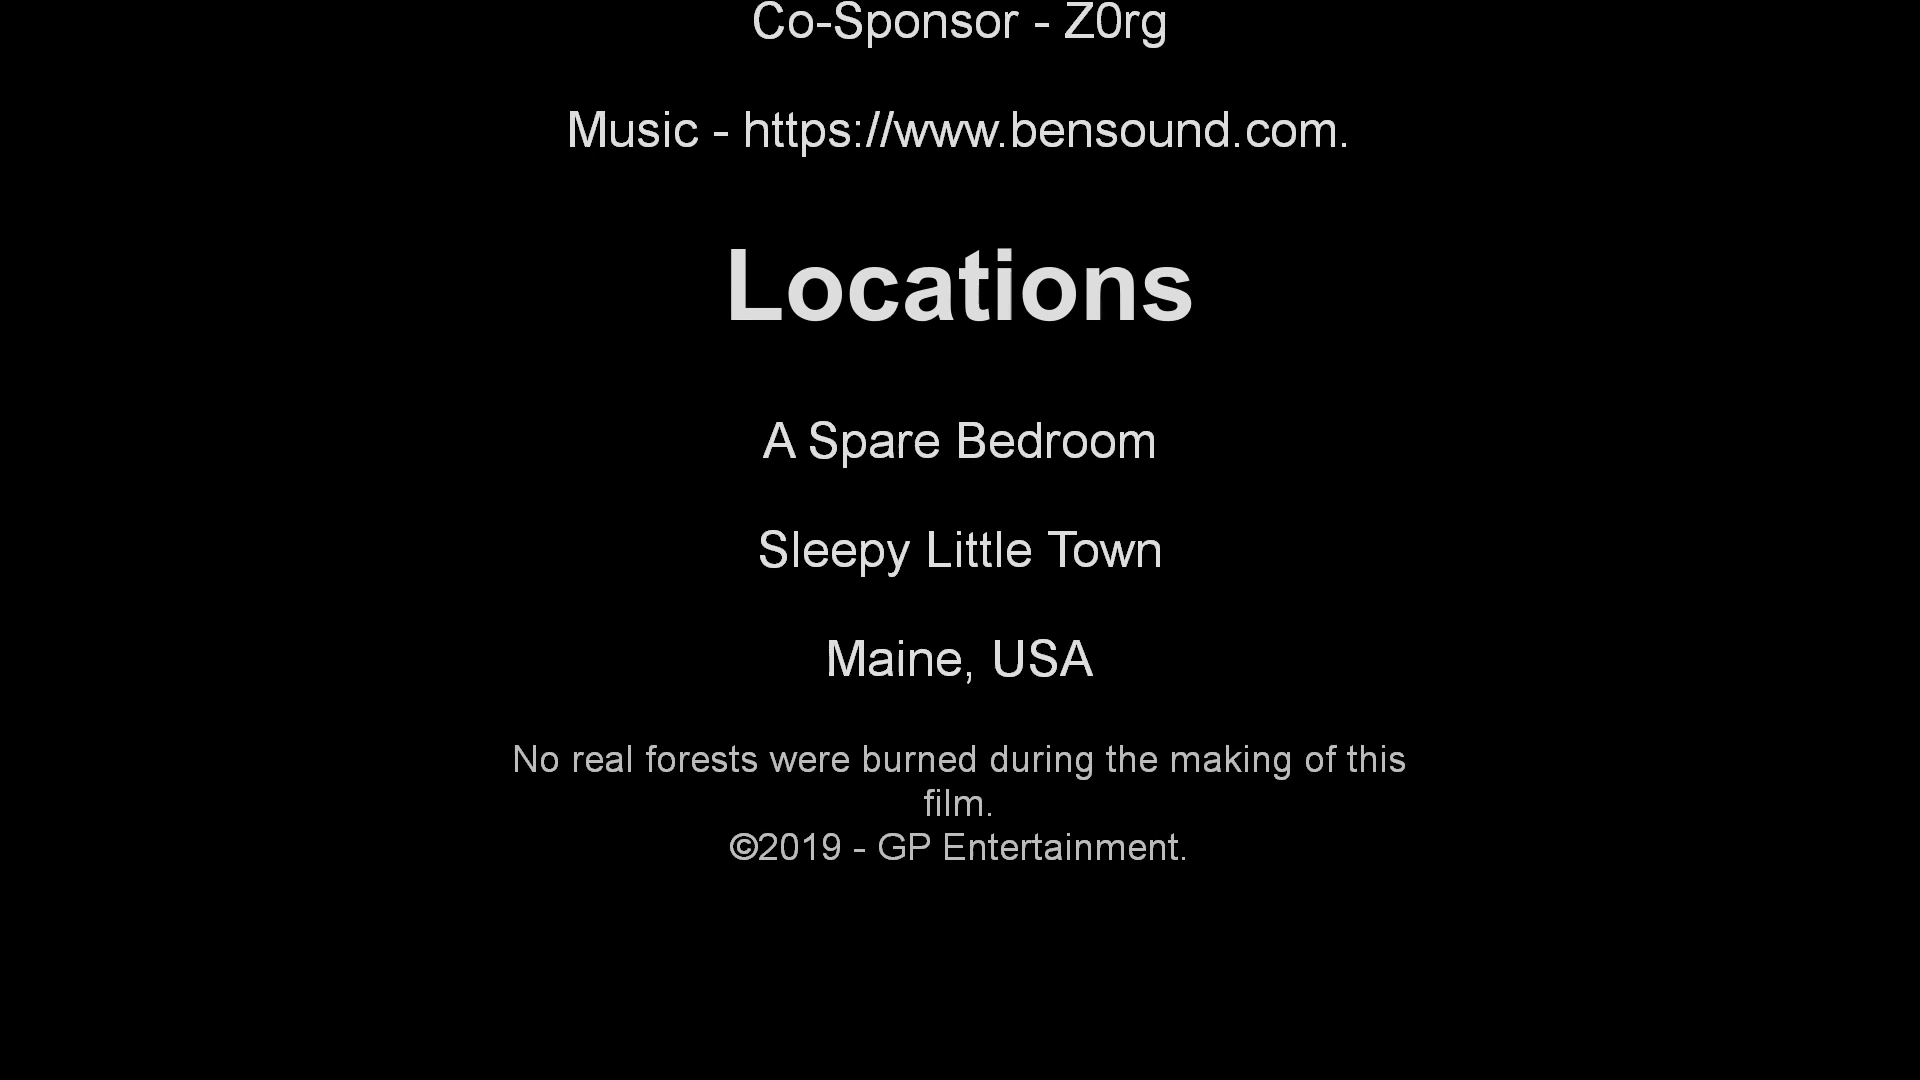 Co-Sponsor - Z0rg
Music - https://www.bensound.com.
Locations
A Spare Bedroom
Sleepy Little Town
Maine, USA
No real forests were burned during the making of this
film.
©2019 - GP Entertainment.